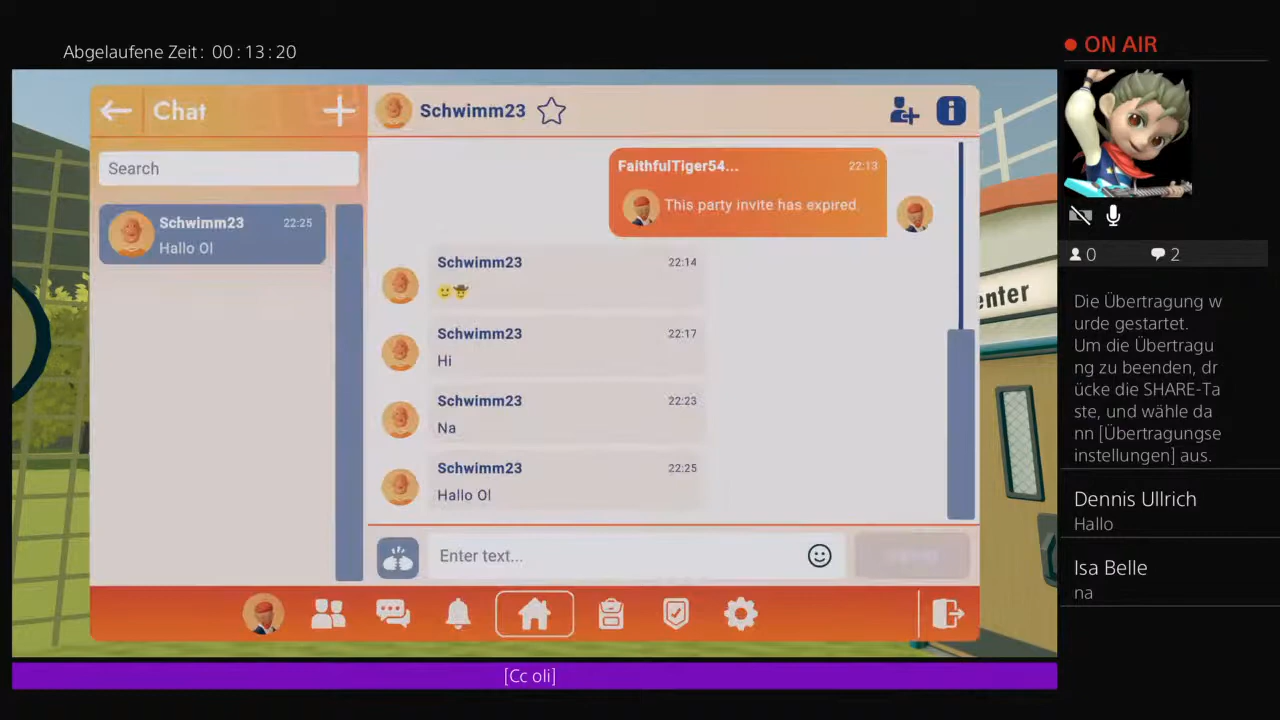 Abgelaufene Zeit: 00:13:20
ON AIR
Chat
Schwimm23
Search
Schwimm23 22:25
Hallo Ol
FaithfulTiger54... 22:13
This party invite has expired.
Schwimm23 22:14
Schwimm23 22:17
Hi
Schwimm23 22:23
Na
Schwimm23 22:25
Hallo Ol
Enter text...
enter
0 2
Die Übertragung w
urde gestartet.
Um die Übertragu
ng zu beenden, dr
ücke die SHARE-Ta
ste, und wähle da
nn [Übertragungse
instellungen] aus.
Dennis Ullrich
Hallo
Isa Belle
na
[Cc oli]